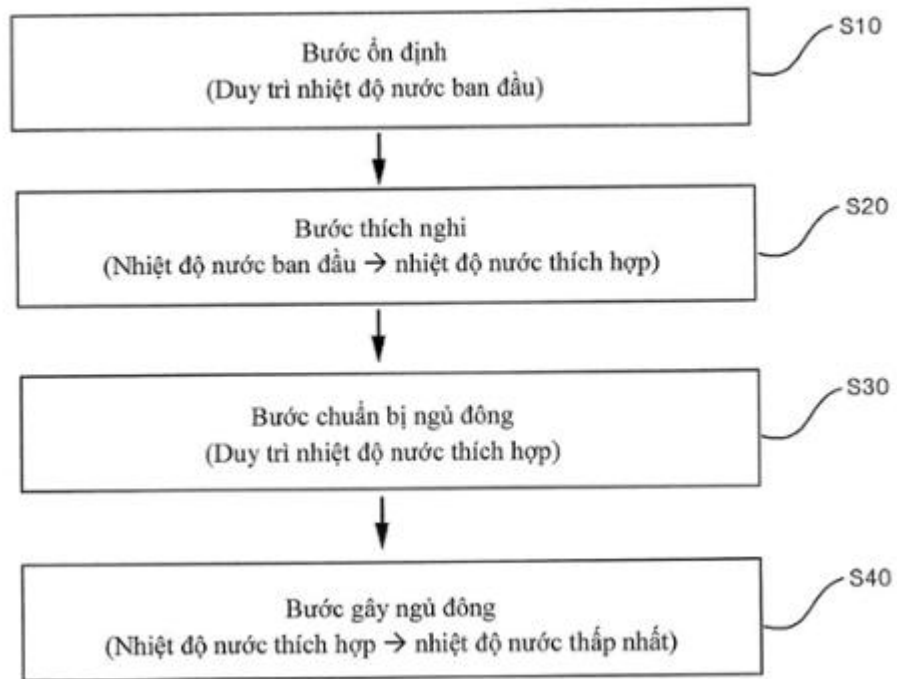 Bước ổn định
(Duy trì nhiệt độ nước ban đầu)
S10
Bước thích nghi
(Nhiệt độ nước ban đầu → nhiệt độ nước thích hợp)
S20
Bước chuẩn bị ngủ đông
(Duy trì nhiệt độ nước thích hợp)
S30
Bước gây ngủ đông
(Nhiệt độ nước thích hợp → nhiệt độ nước thấp nhất)
S40